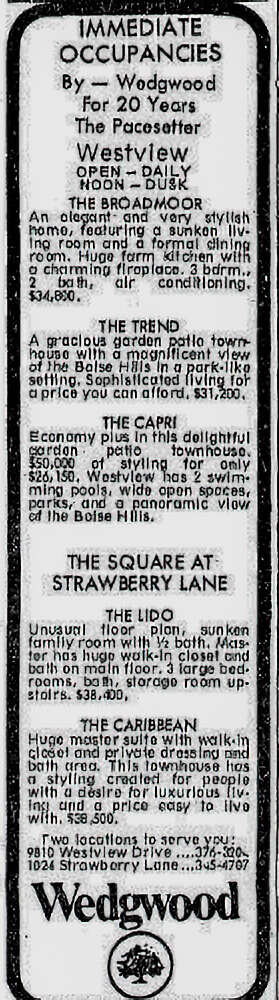 IMMEDIATE
OCCUPANCIES
By — Wedgwood
For 20 Years
The Pacesetter
Westview
OPEN – DAILY
NOON – DUSK
THE BROADMOOR
An elegant and very stylish
home, featuring a sunken liv-
ing room and a formal dining
room. Huge farm kitchen with
a charming fireplace. 3 bdrm.,
2 bath, air conditioning.
$34,800.
THE TREND
A gracious garden patio town-
house with a magnificent view
of the Boise Hills in a park-like
setting. Sophisticated living for
a price you can afford, $31,200.
THE CAPRI
Economy plus in this delightful
garden patio townhouse.
$50,000 of styling for only
$26,150. Westview has 2 swim-
ming pools, wide open spaces,
parks, and a panoramic view
of the Boise Hills.
THE SQUARE AT
STRAWBERRY LANE
THE LIDO
Unusual floor plan, sunken
family room with ½ bath. Mas-
ter has huge walk-in closet and
bath on main floor. 3 large bed-
rooms, bath, storage room up-
stairs. $38,400,
THE CARIBBEAN
Huge master suite with walk-in
closet and private dressing and
bath area. This townhouse has
a styling created for people
with a desire for luxurious liv-
ing and a price easy to live
with. $38,500.
Two locations to serve you:
9810 Westview Drive ....
1024 Strawberry Lane...345-4707
Wedgwood